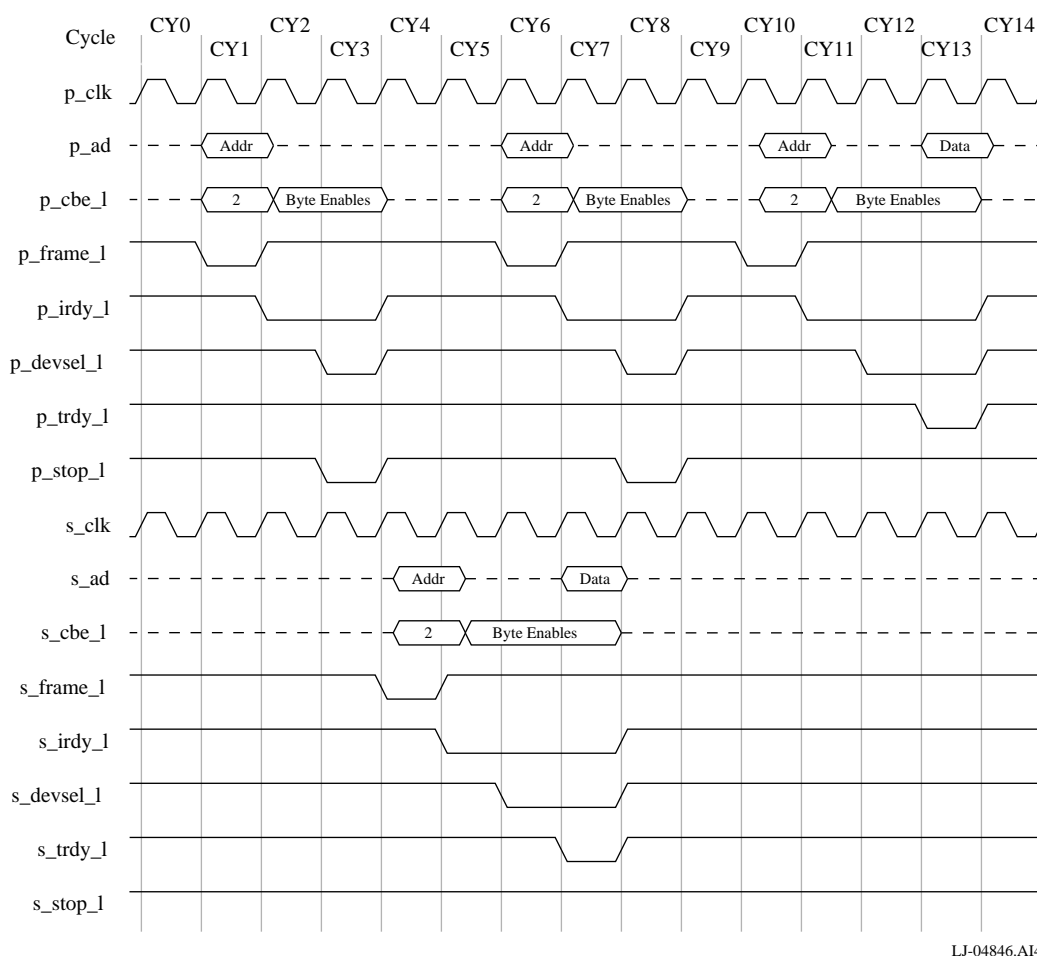 CY0 CY2 CY4 CY6 CY8 CY10 CY12 CY14
Cycle
CY1 CY3 CY5 CY7 CY9 CY11 CY13
p_clk
p_ad Addr Addr Addr Data
p_cbe_l 2 Byte Enables 2 Byte Enables 2 Byte Enables
p_frame_l
p_irdy_l
p_devsel_l
p_trdy_l
p_stop_l
s_clk
s_ad Addr Data
s_cbe_l 2 Byte Enables
s_frame_l
s_irdy_l
s_devsel_l
s_trdy_l
s_stop_l
LJ-04846.AI4